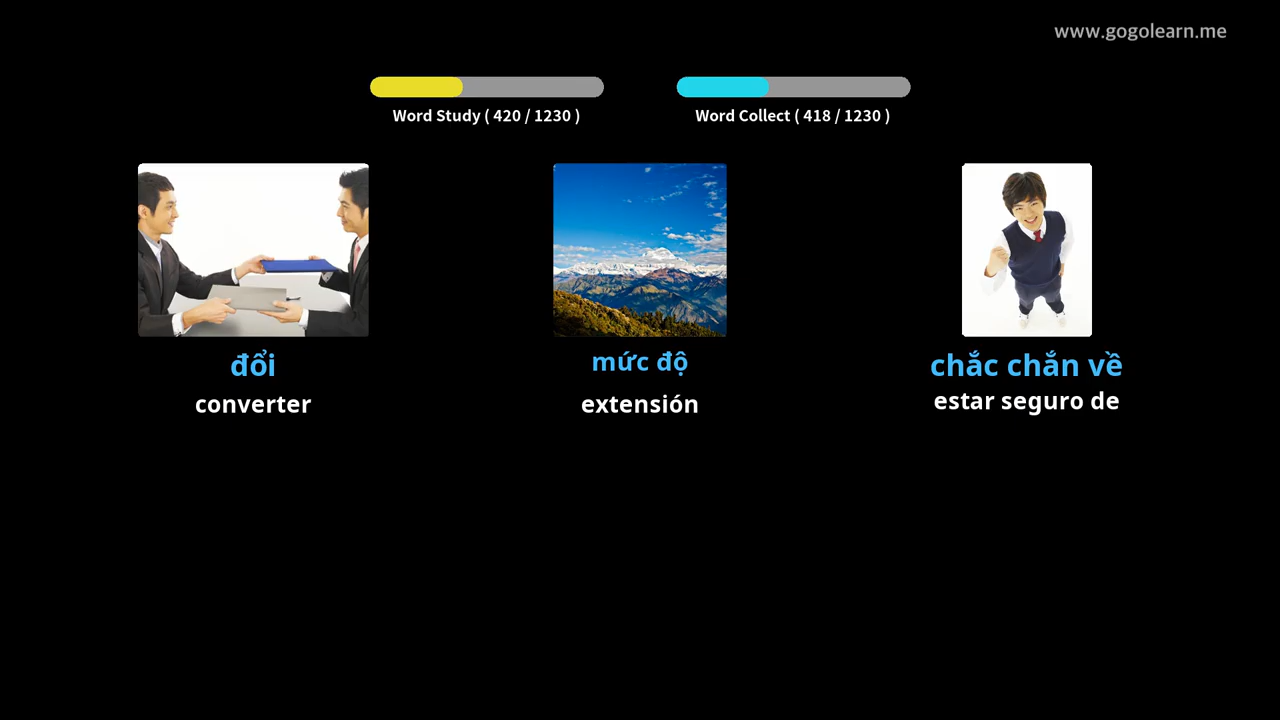 www.gogolearn.me
Word Study ( 420 / 1230 )
Word Collect ( 418 / 1230 )
đổi
mức độ
chắc chắn về
converter
extensión
estar seguro de